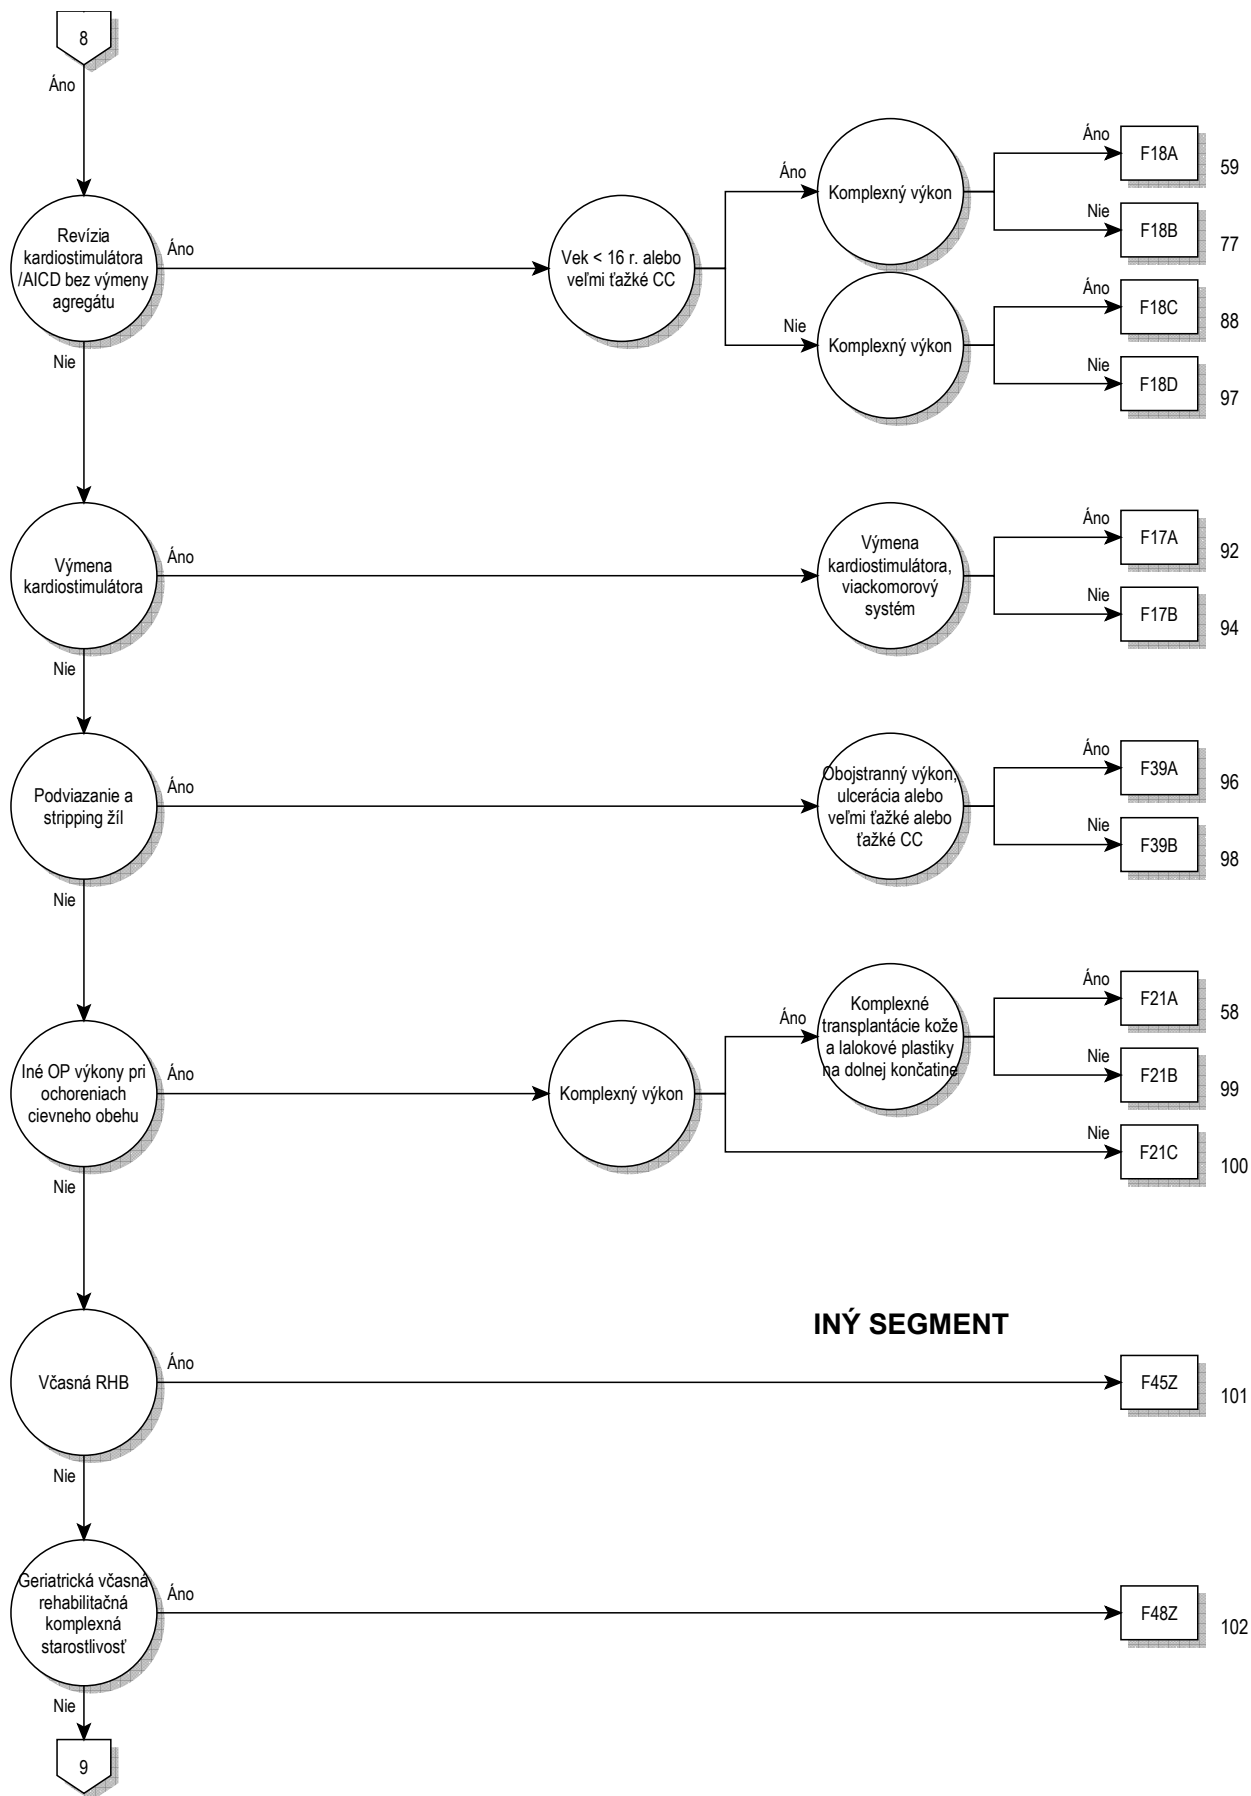 8
Áno
Revízia
kardiostimulátora
/AICD bez výmeny
agregátu
Áno
Vek < 16 r. alebo
veľmi ťažké CC
Áno
Komplexný výkon
Áno
F18A
59
Nie
F18B
77
Nie
Komplexný výkon
Áno
F18C
88
Nie
F18D
97
Nie
Výmena
kardiostimulátora
Áno
Výmena
kardiostimulátora,
viackomorový
systém
Áno
F17A
92
Nie
F17B
94
Nie
Podviazanie a
stripping žíl
Áno
Obojstranný výkon,
ulcerácia alebo
veľmi ťažké alebo
ťažké CC
Áno
F39A
96
Nie
F39B
98
Nie
Iné OP výkony pri
ochoreniach
cievneho obehu
Áno
Komplexný výkon
Áno
Komplexné
transplantácie kože
a lalokové plastiky
na dolnej končatine
Áno
F21A
58
Nie
F21B
99
Nie
F21C
100
Nie
INÝ SEGMENT
Včasná RHB
Áno
F45Z
101
Nie
Geriatrická včasná
rehabilitačná
komplexná
starostlivosť
Áno
F48Z
102
Nie
9